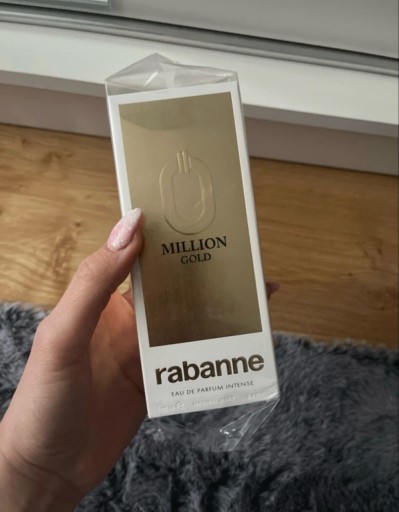 MILLION
GOLD
rabanne
EAU DE PARFUM INTENSE